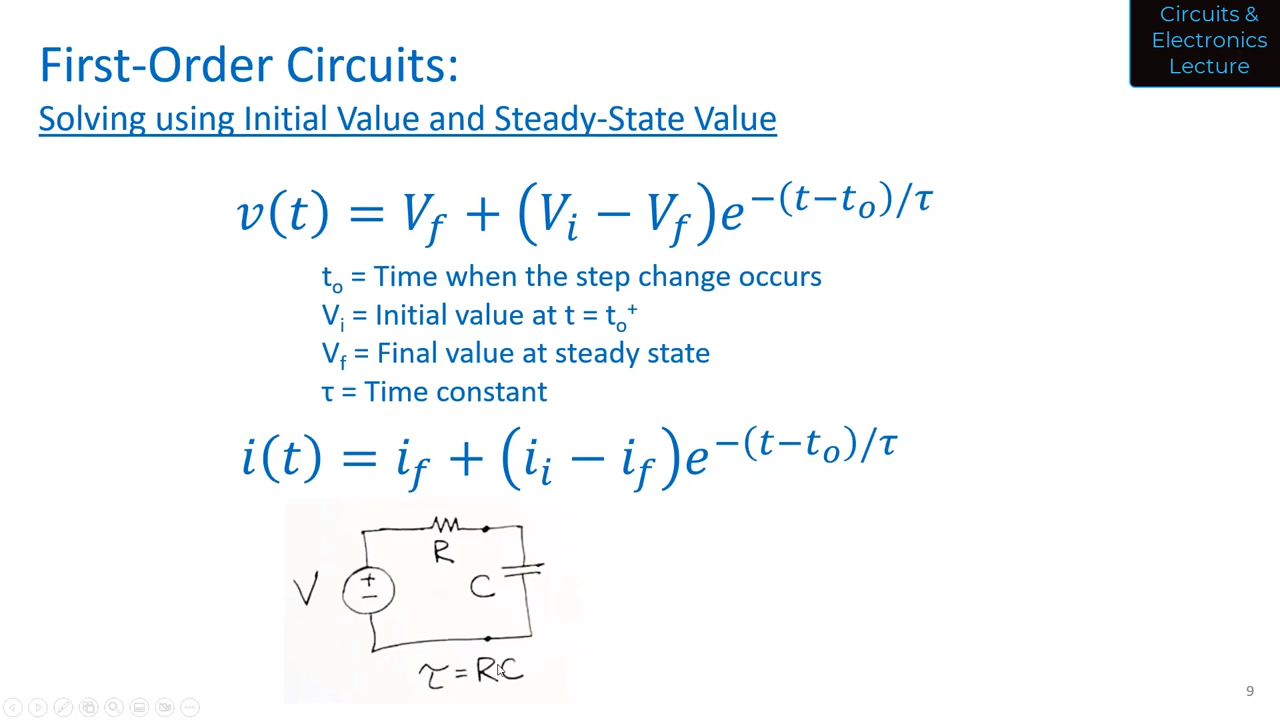 Circuits &
Electronics
Lecture
First-Order Circuits:
Solving using Initial Value and Steady-State Value
v(t) = V_f + (V_i − V_f)e^{−(t−t_o)/τ}
t_o = Time when the step change occurs
V_i = Initial value at t = t_o^+
V_f = Final value at steady state
τ = Time constant
i(t) = i_f + (i_i − i_f)e^{−(t−t_o)/τ}
R
V
+
−
C
τ = RC
9